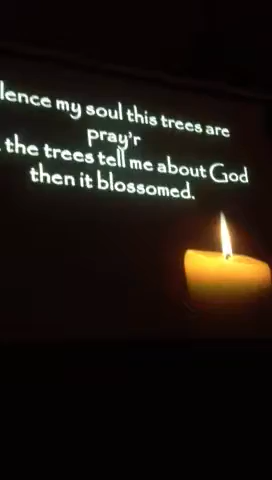 lence my soul this trees are
pray'r
the trees tell me about God
then it blossomed.